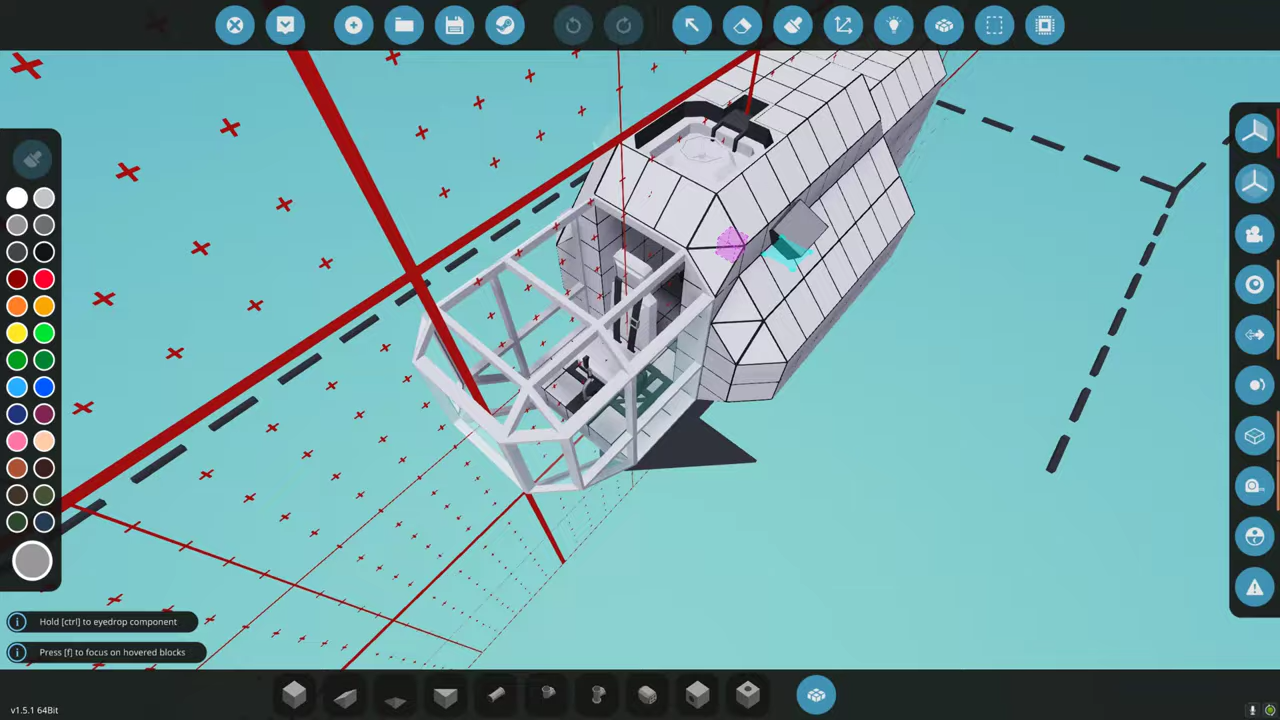 Hold [ctrl] to eyedrop component
Press [f] to focus on hovered blocks
v1.5.1 64Bit